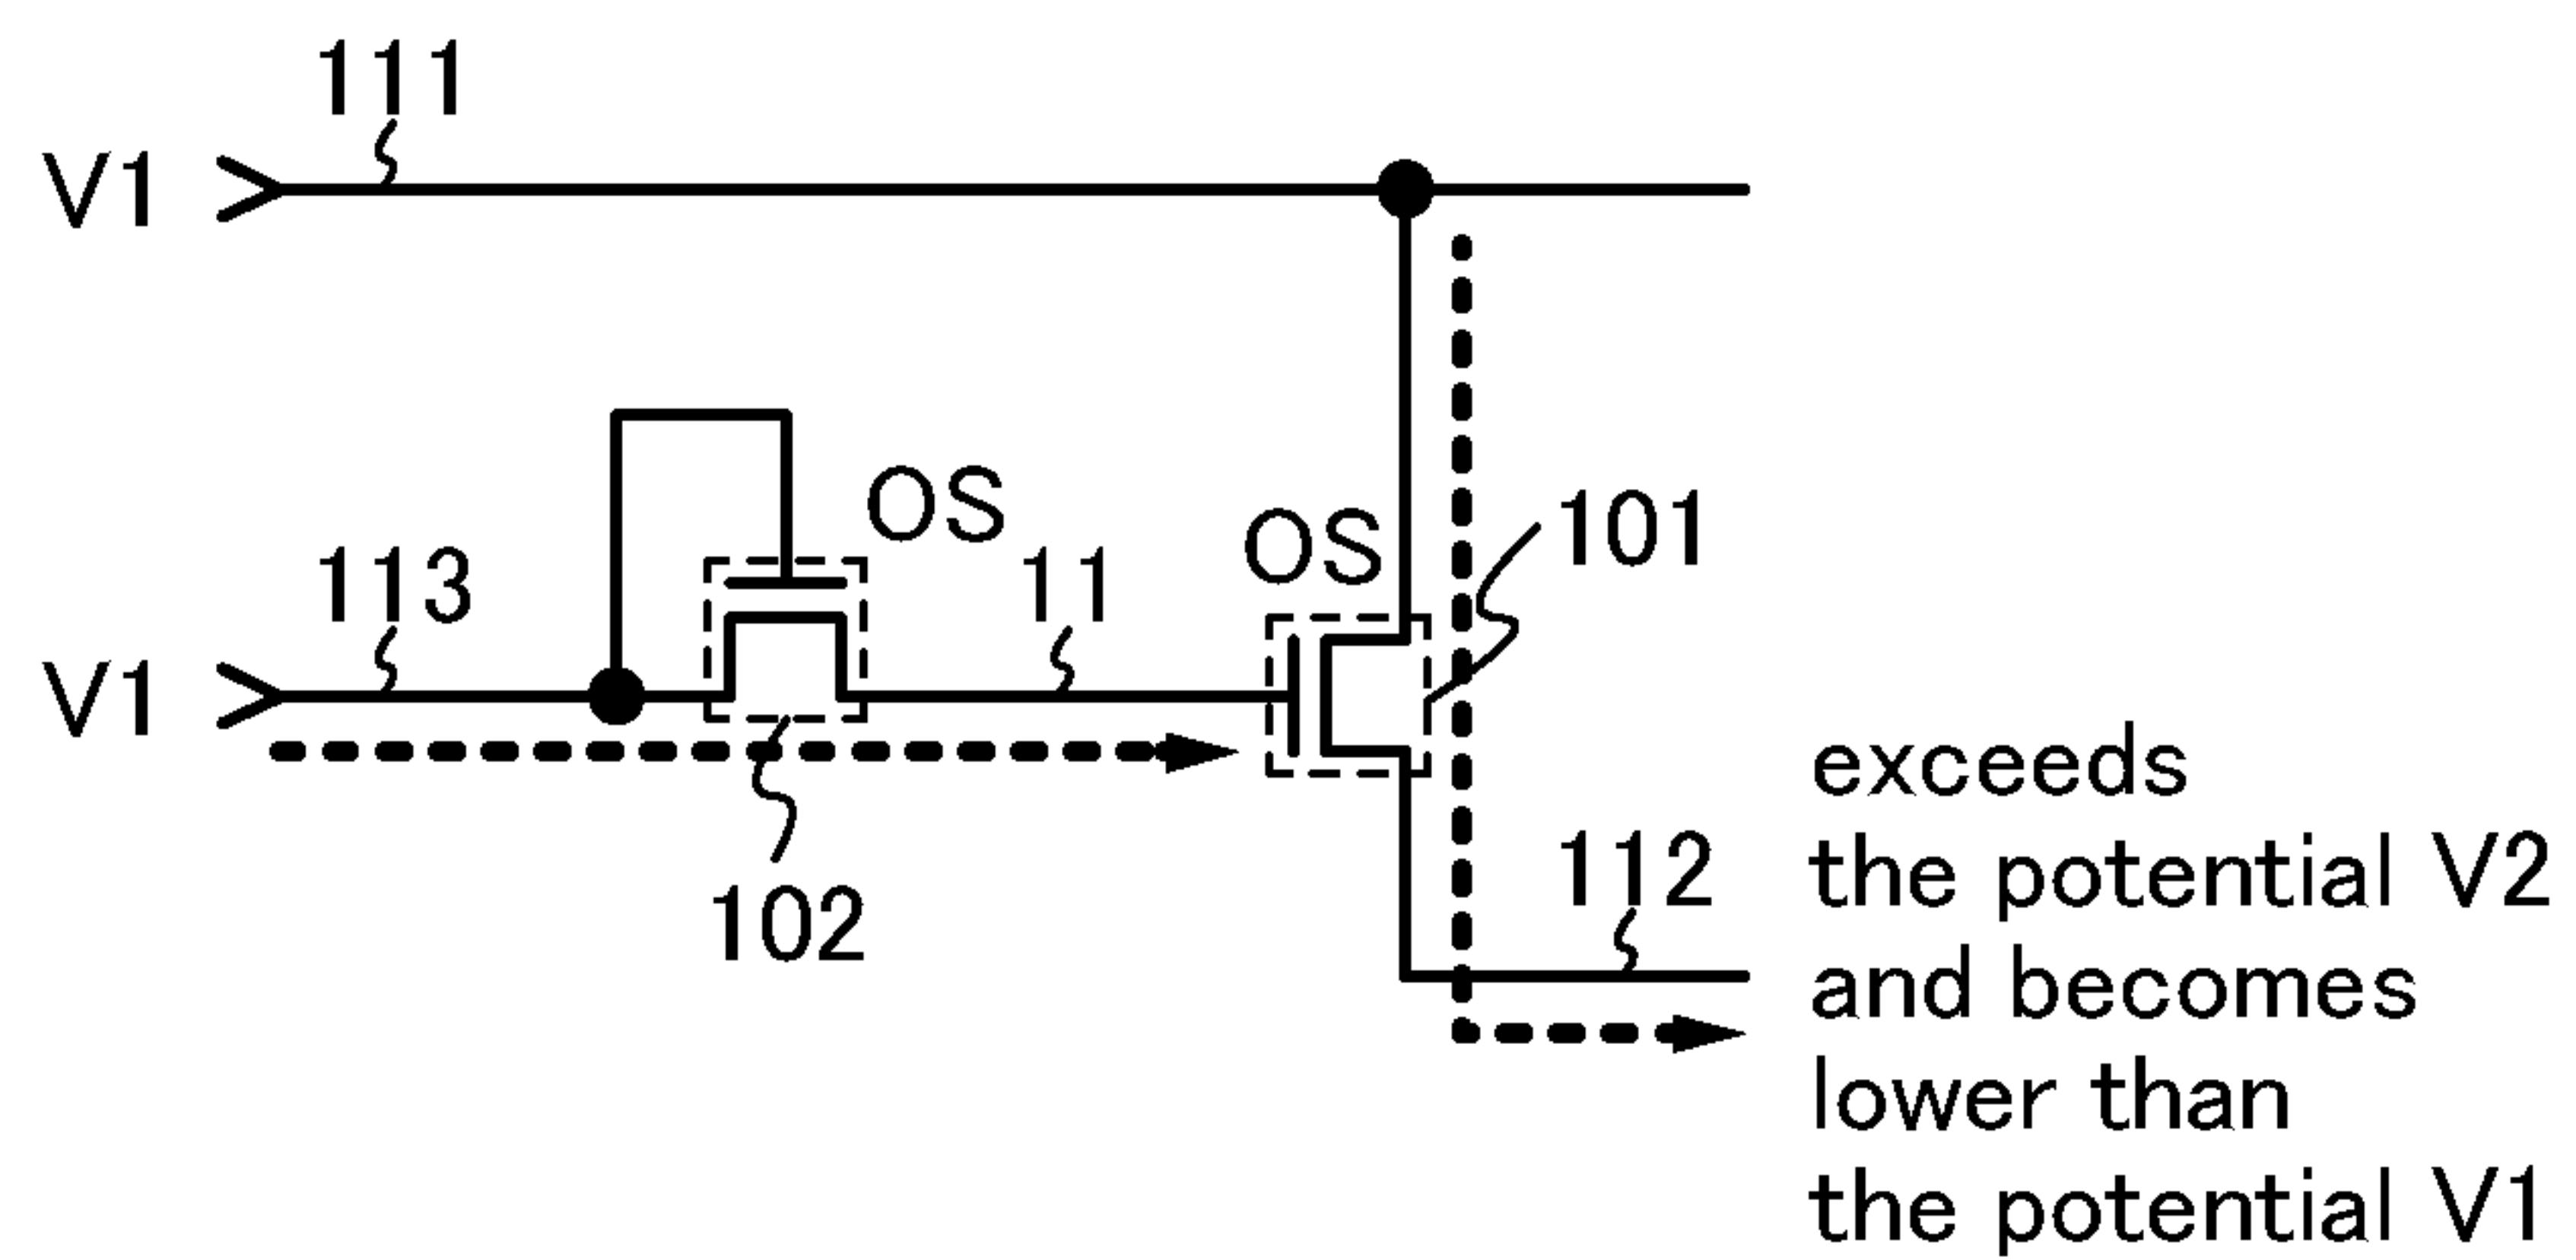 111
V1
OS
OS
101
113
11
V1
102
112
exceeds
the potential V2
and becomes
lower than
the potential V1